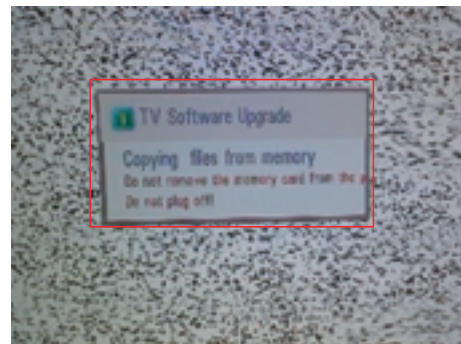 TV Software Upgrade
Copying files from memory
Do not remove the memory card from the
Do not plug off!